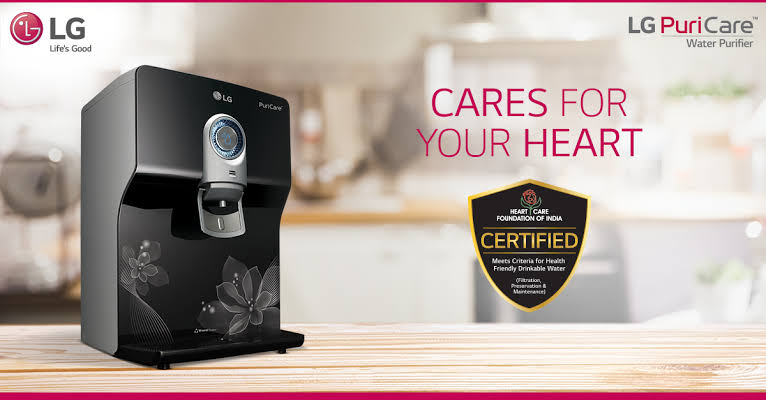 LG
Life's Good
LG PuriCare™
Water Purifier
LG
PuriCare™
CARES FOR
YOUR HEART
HEART CARE
FOUNDATION OF INDIA
CERTIFIED
Meets Criteria for Health
Friendly Drinkable Water
(Filtration,
Preservation &
Maintenance)